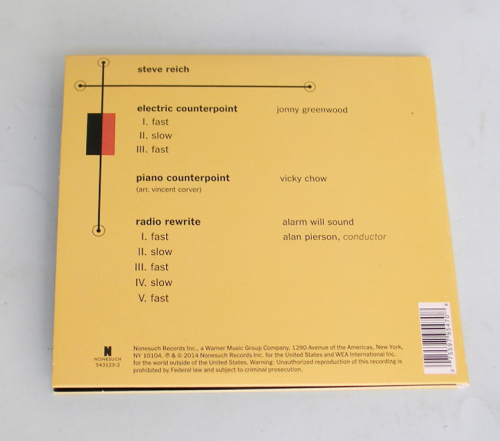 steve reich
electric counterpoint jonny greenwood
I. fast
II. slow
III. fast
piano counterpoint vicky chow
(arr. vincent corver)
radio rewrite alarm will sound
I. fast alan pierson, conductor
II. slow
III. fast
IV. slow
V. fast
N
NONESUCH
543123-2
Nonesuch Records Inc., a Warner Music Group Company, 1290 Avenue of the Americas, New York,
NY 10104. ℗ & © 2014 Nonesuch Records Inc. for the United States and WEA International Inc.
for the world outside of the United States. Warning: Unauthorized reproduction of this recording is
prohibited by Federal law and subject to criminal prosecution.